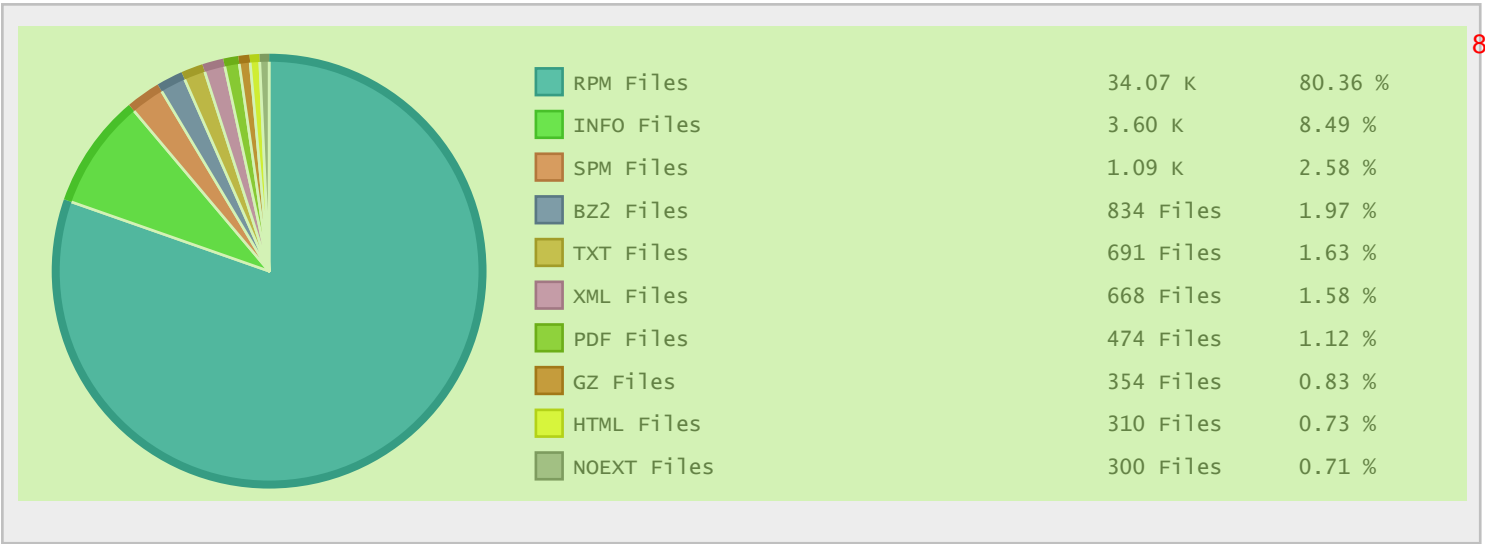 8
RPM Files 34.07 K 80.36 %
INFO Files 3.60 K 8.49 %
SPM Files 1.09 K 2.58 %
BZ2 Files 834 Files 1.97 %
TXT Files 691 Files 1.63 %
XML Files 668 Files 1.58 %
PDF Files 474 Files 1.12 %
GZ Files 354 Files 0.83 %
HTML Files 310 Files 0.73 %
NOEXT Files 300 Files 0.71 %